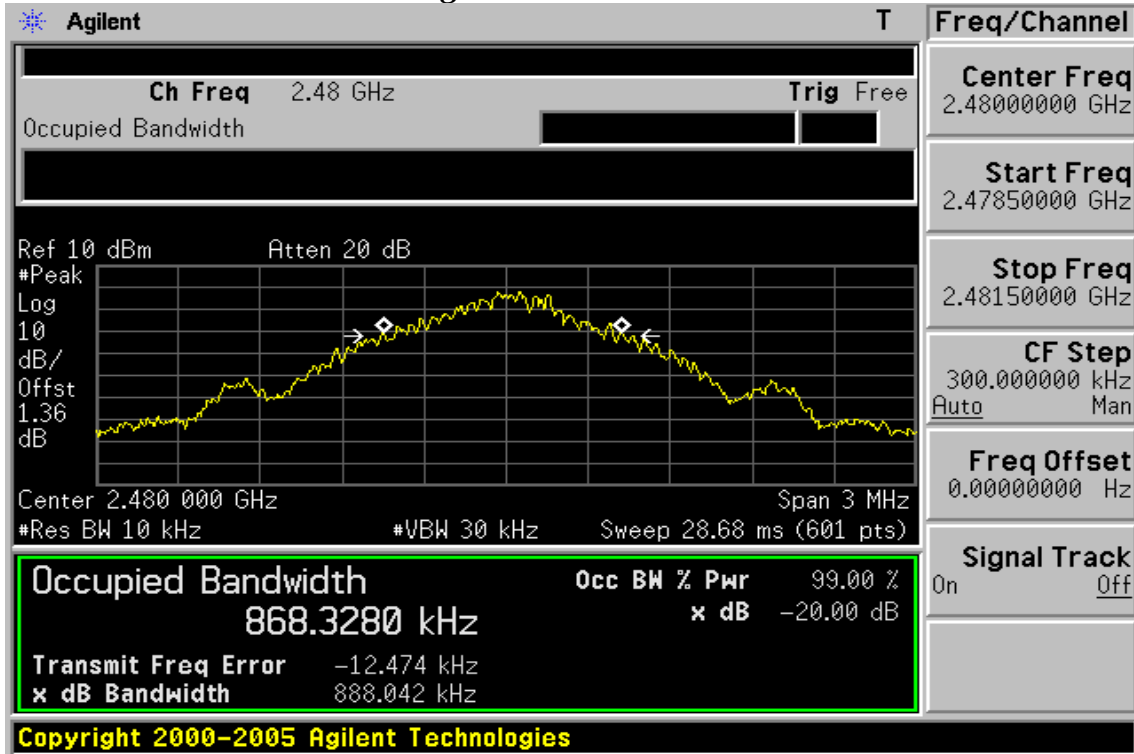 Agilent T Freq/Channel
Ch Freq 2.48 GHz Trig Free
Occupied Bandwidth
Center Freq
2.48000000 GHz
Start Freq
2.47850000 GHz
Stop Freq
2.48150000 GHz
CF Step
300.000000 kHz
Auto Man
Freq Offset
0.00000000 Hz
Signal Track
On Off
Ref 10 dBm Atten 20 dB
#Peak
Log
10
dB/
Offst
1.36
dB
Center 2.480 000 GHz Span 3 MHz
#Res BW 10 kHz #VBW 30 kHz Sweep 28.68 ms (601 pts)
Occupied Bandwidth Occ BW % Pwr 99.00 %
868.3280 kHz x dB -20.00 dB
Transmit Freq Error -12.474 kHz
x dB Bandwidth 888.042 kHz
Copyright 2000-2005 Agilent Technologies